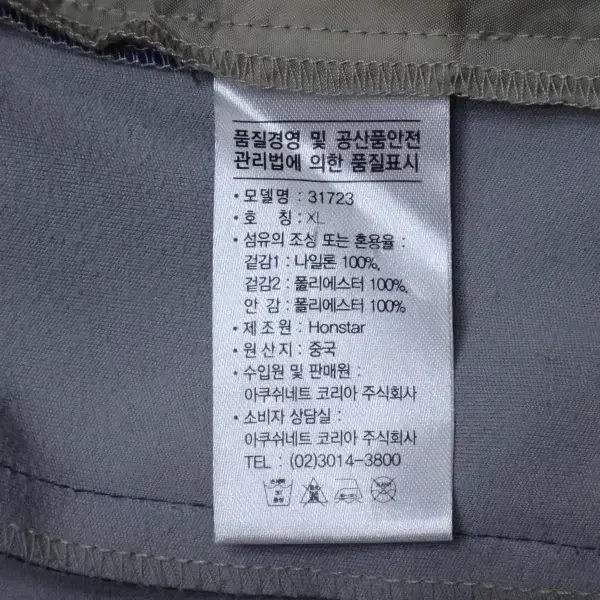 품질경영 및 공산품안전
관리법에 의한 품질표시
• 모델명 : 31723
• 호 칭 : XL
• 섬유의 조성 또는 혼용율 :
겉감1 : 나일론 100%,
겉감2 : 폴리에스터 100%,
안 감 : 폴리에스터 100%
• 제조원 : Honstar
• 원산지 : 중국
• 수입원 및 판매원 :
아쿠쉬네트 코리아 주식회사
• 소비자 상담실 :
아쿠쉬네트 코리아 주식회사
TEL : (02)3014-3800